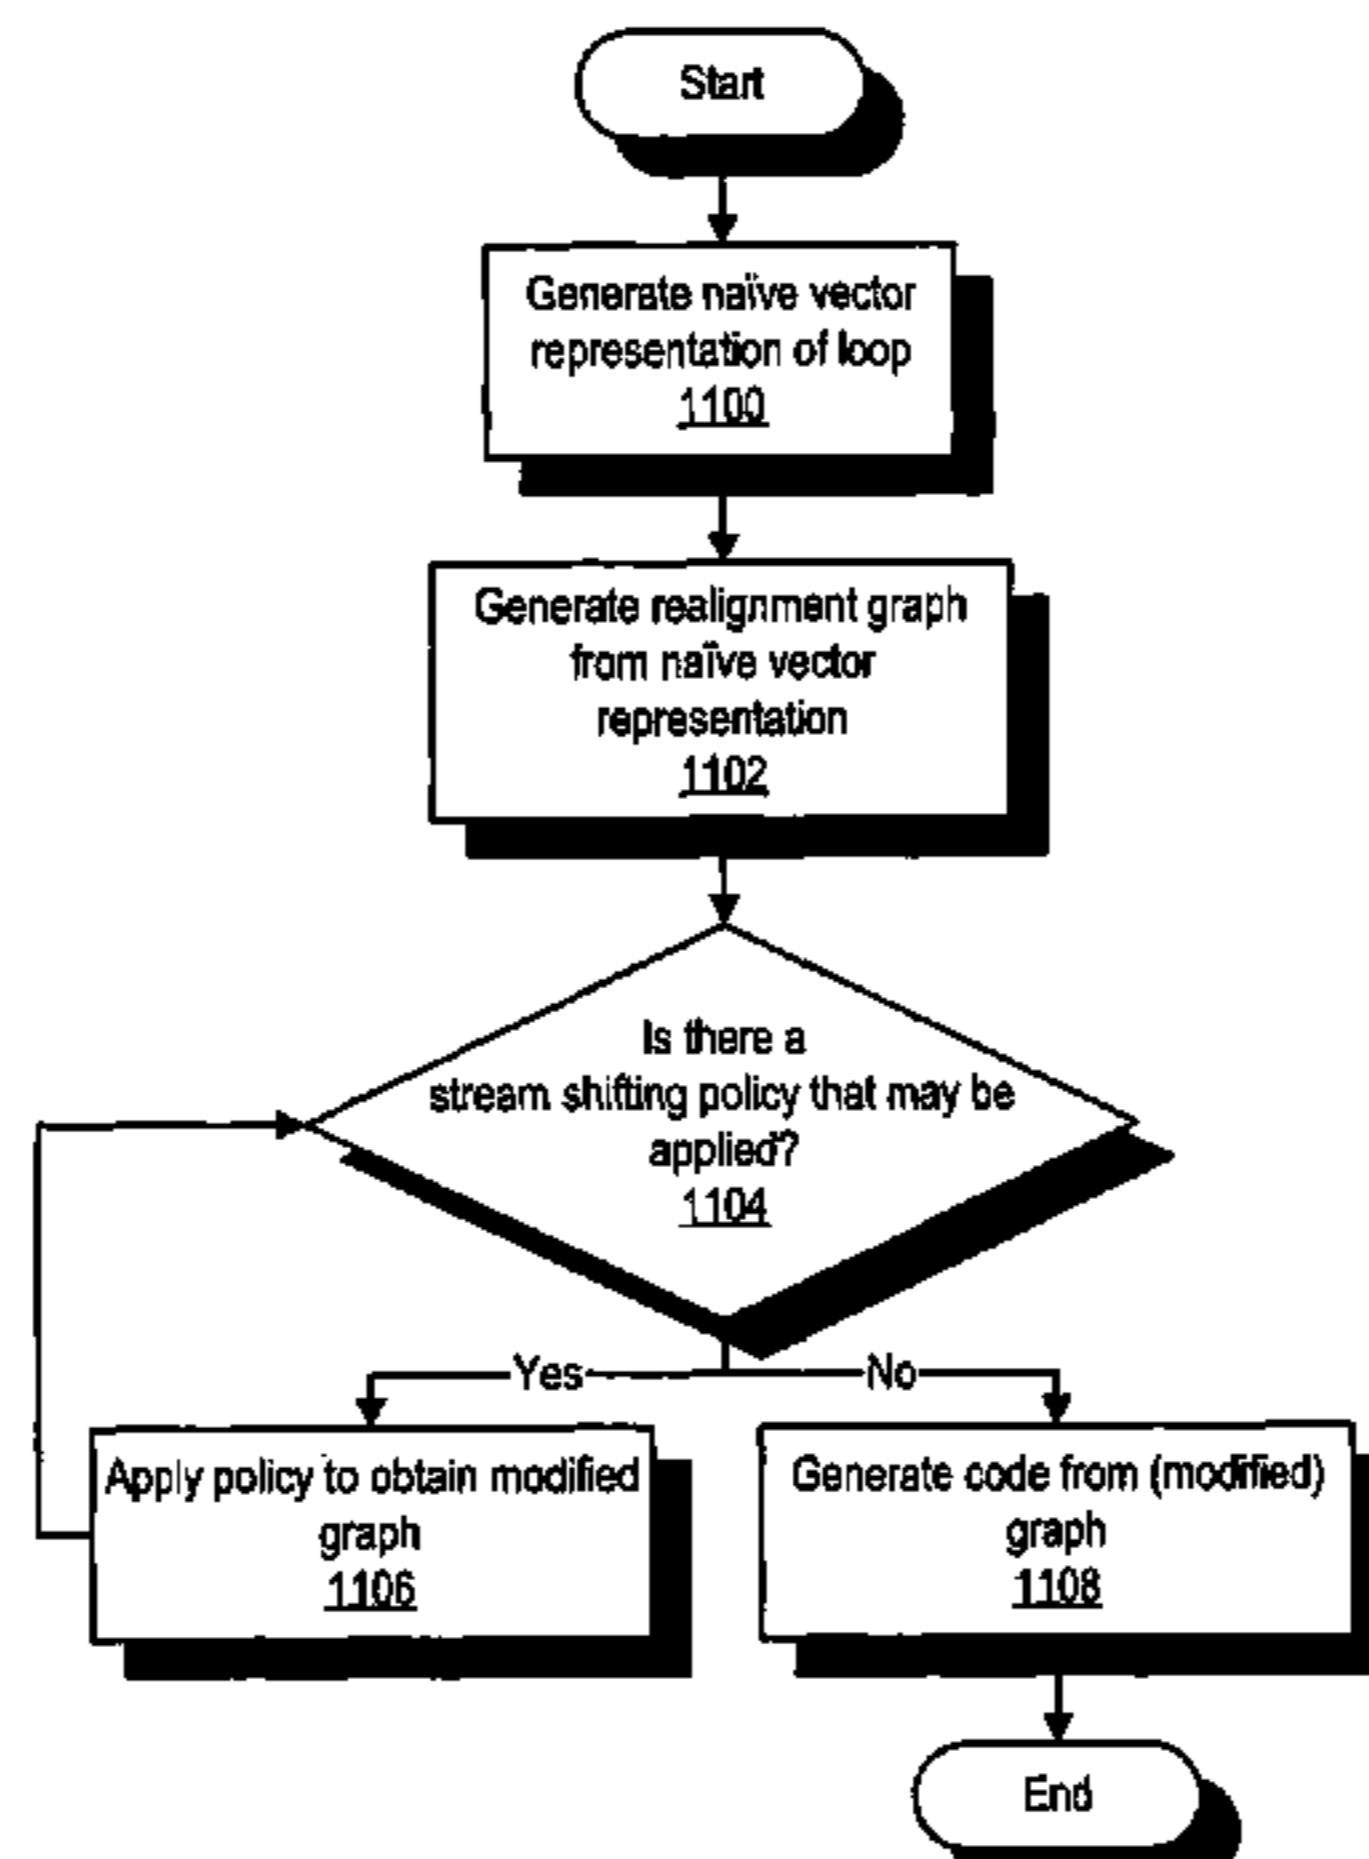 Start
Generate naïve vector
representation of loop
1100
Generate realignment graph
from naïve vector
representation
1102
Is there a
stream shifting policy that may be
applied?
1104
Yes
No
Apply policy to obtain modified
graph
1106
Generate code from (modified)
graph
1108
End